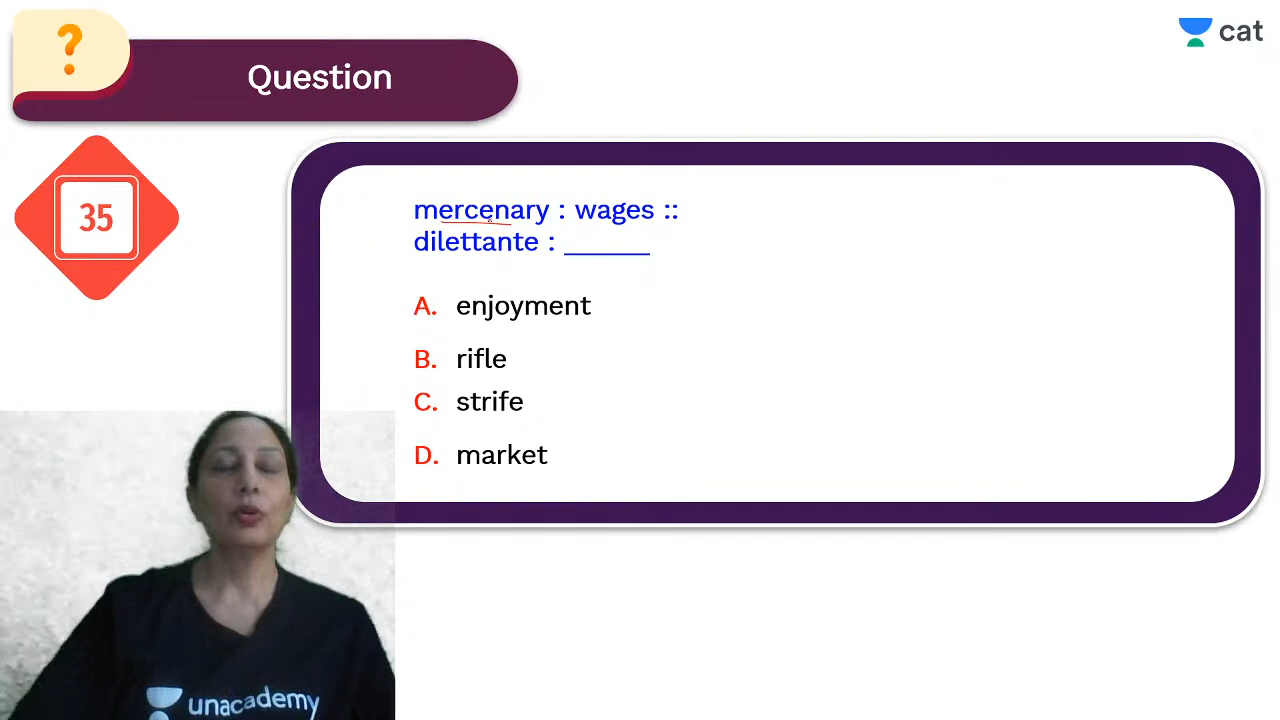 ?
Question
cat
35
mercenary : wages ::
dilettante : ______
A. enjoyment
B. rifle
C. strife
D. market
unacademy